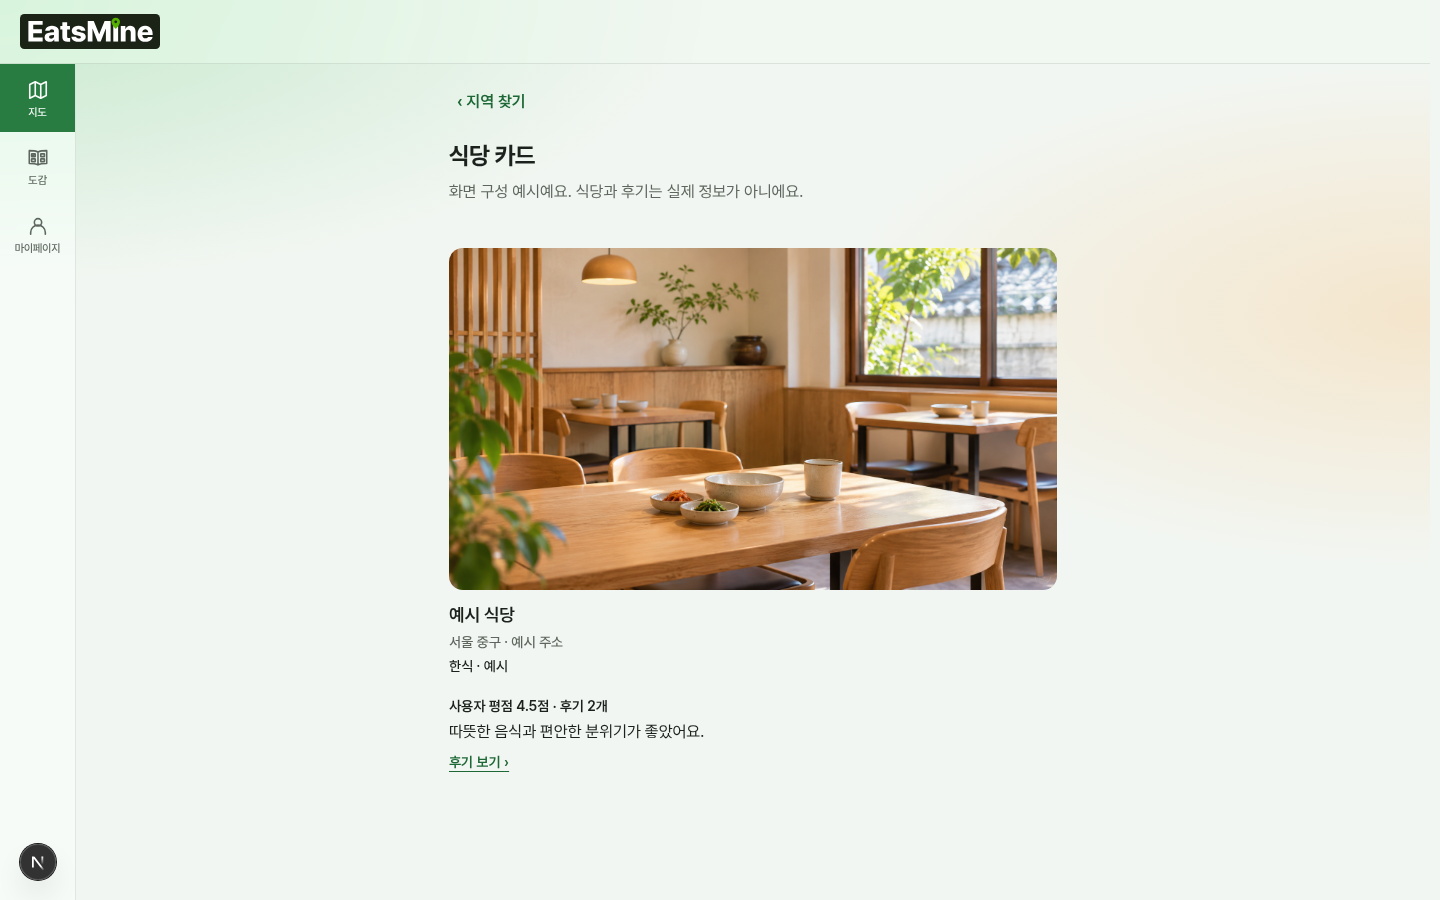 EatsMine
지도
도감
마이페이지
‹ 지역 찾기
식당 카드
화면 구성 예시예요. 식당과 후기는 실제 정보가 아니에요.
예시 식당
서울 중구 · 예시 주소
한식 · 예시
사용자 평점 4.5점 · 후기 2개
따뜻한 음식과 편안한 분위기가 좋았어요.
후기 보기 ›
N